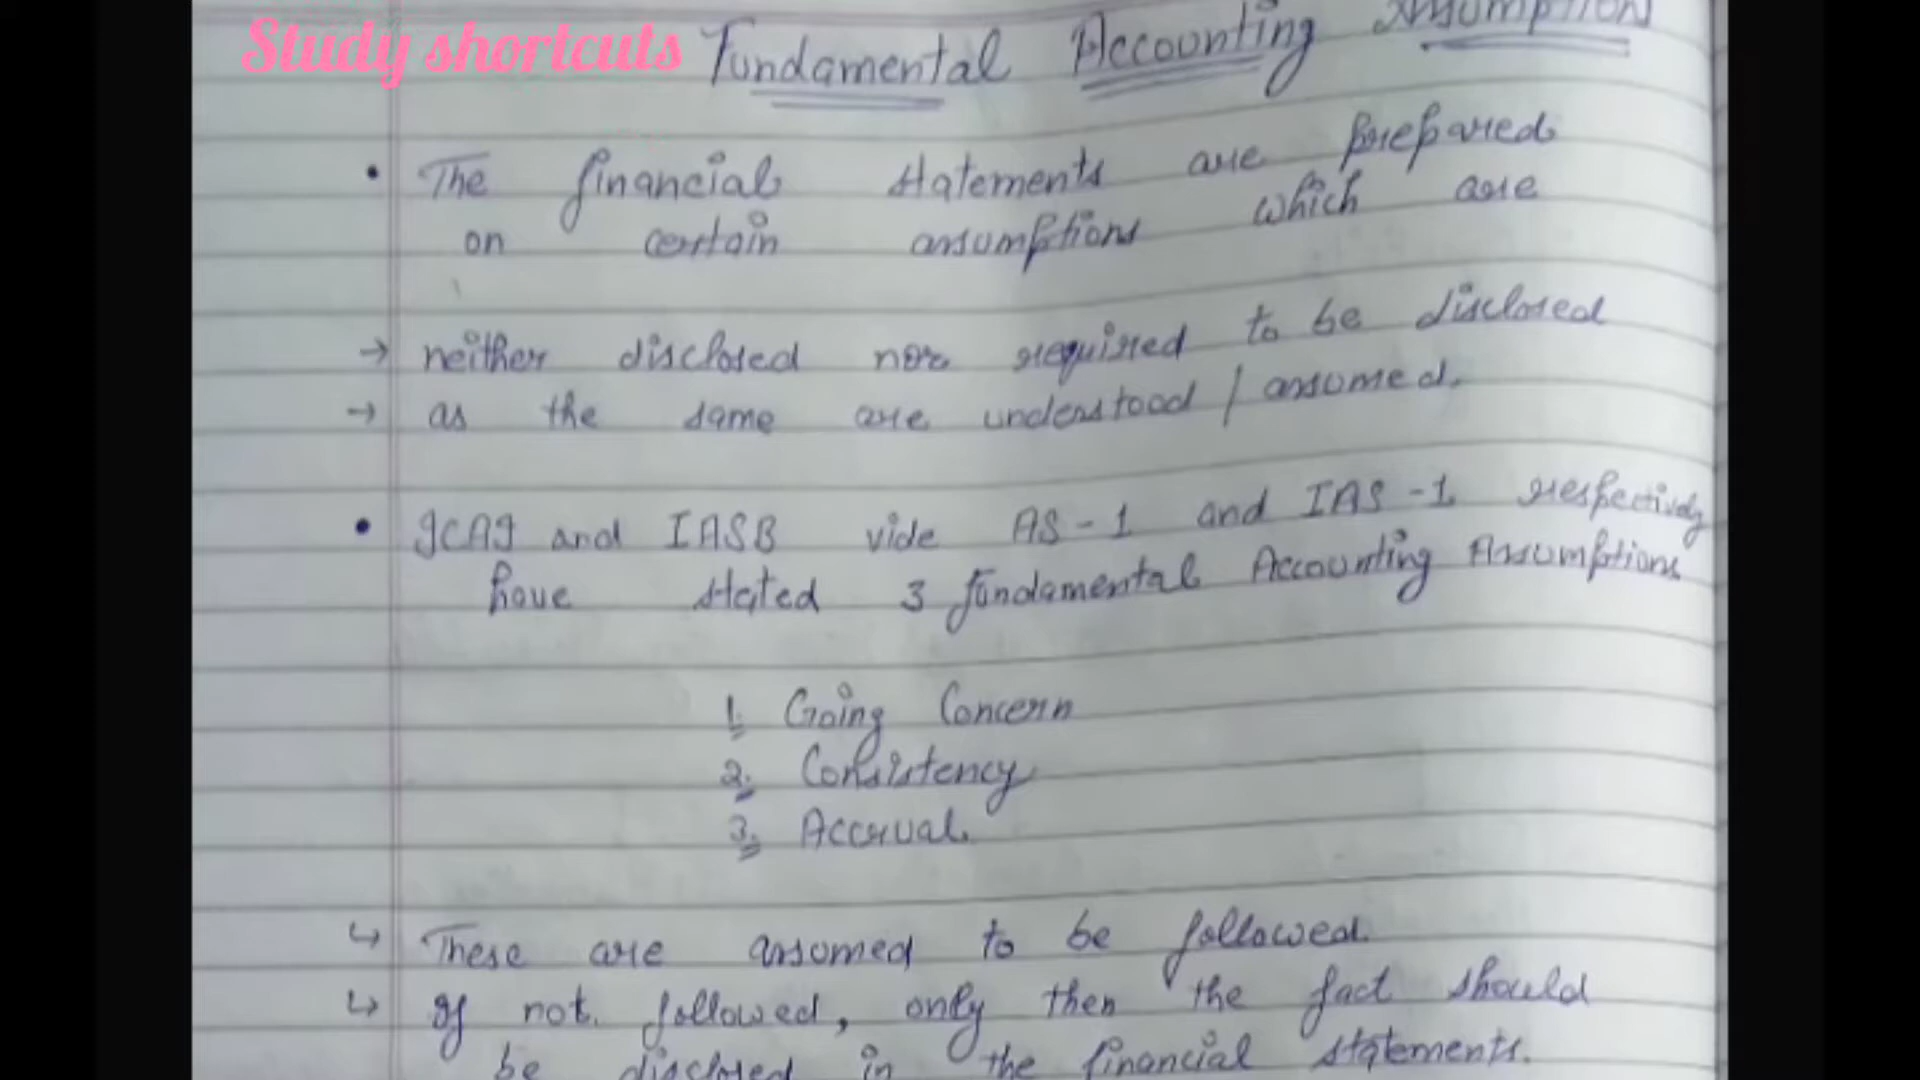 Study shortcuts
Fundamental Accounting Assumption
• The financial statements are prepared
on certain assumptions which are
→ neither disclosed nor required to be disclosed
→ as the same are understood / assumed.
• ICAI and IASB vide AS-1 and IAS-1 respectively
have stated 3 fundamental Accounting Assumptions
1. Going Concern
2. Consistency
3. Accrual.
↳ These are assumed to be followed.
↳ If not followed, only then the fact should
be disclosed in the financial statements.